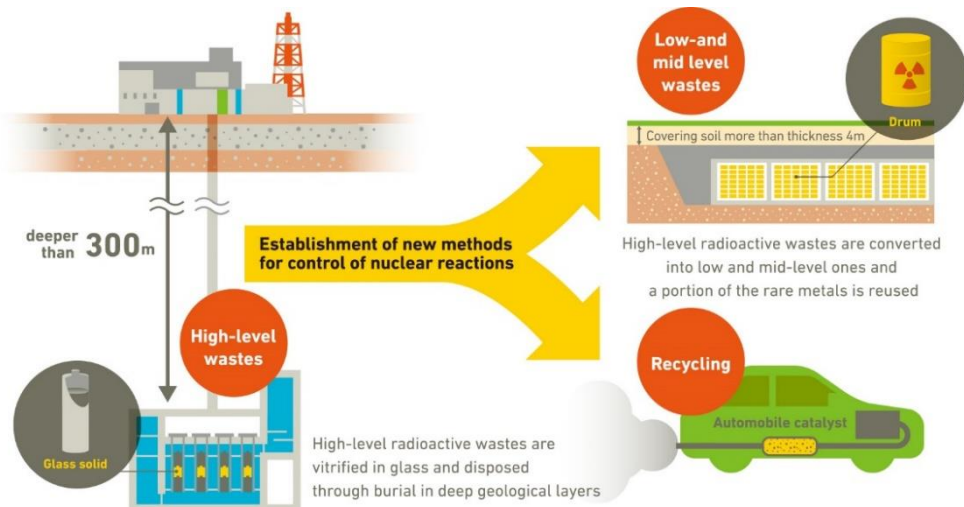 deeper
than 300m
High-level
wastes
Glass solid
High-level radioactive wastes are
vitrified in glass and disposed
through burial in deep geological layers
Establishment of new methods
for control of nuclear reactions
Low-and
mid level
wastes
Drum
Covering soil more than thickness 4m
High-level radioactive wastes are converted
into low and mid-level ones and
a portion of the rare metals is reused
Recycling
Automobile catalyst